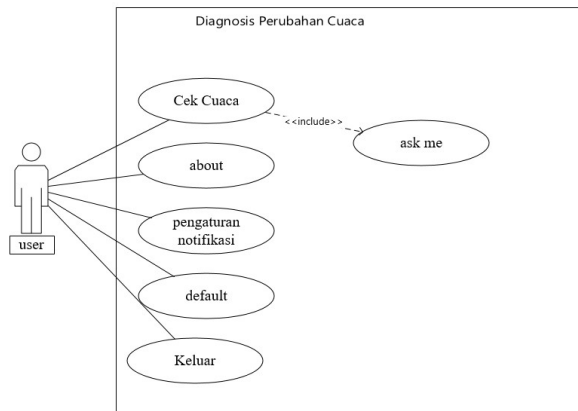 Diagnosis Perubahan Cuaca
Cek Cuaca
<<include>>
ask me
about
pengaturan
notifikasi
user
default
Keluar